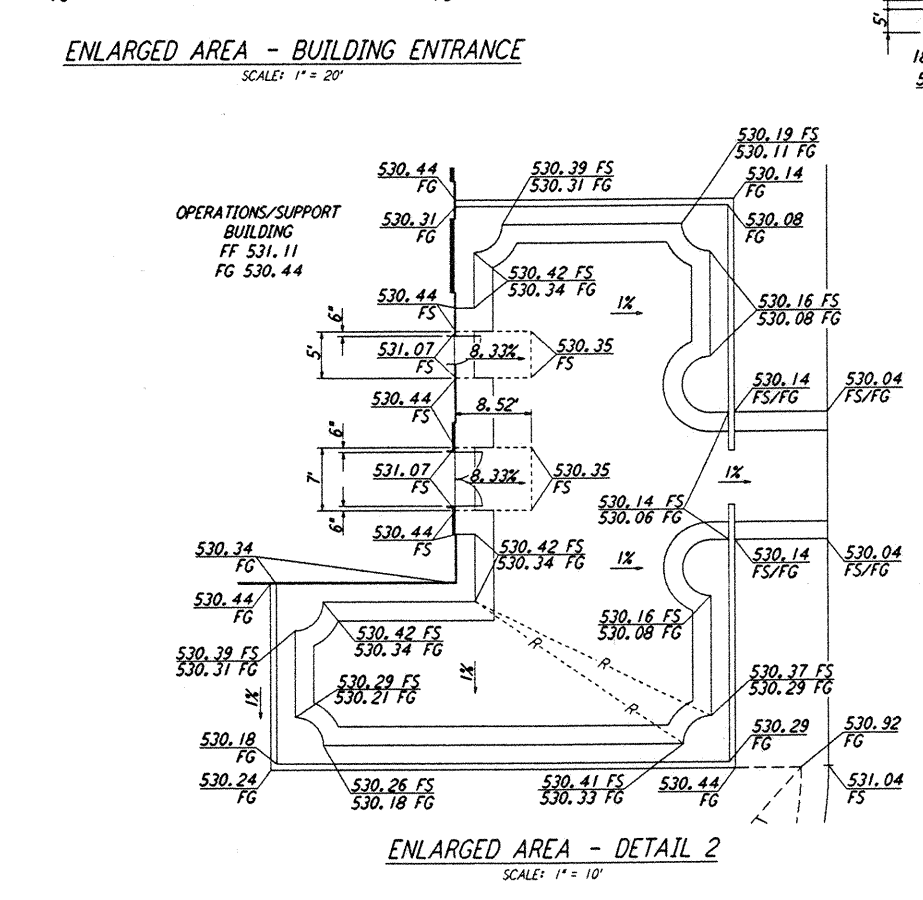 ENLARGED AREA - BUILDING ENTRANCE
SCALE: 1" = 20'
5'
530.19 FS
530.11 FG
530.44
FG
530.39 FS
530.31 FG
530.14
FG
OPERATIONS/SUPPORT
BUILDING
FF 531.11
FG 530.44
530.31
FG
530.08
FG
530.42 FS
530.34 FG
530.44
FS
1%
530.16 FS
530.08 FG
6"
5'
531.07
FS
8.33%
530.35
FS
530.14
FS/FG
530.04
FS/FG
530.44
FS
8.52'
6"
7'
6"
531.07
FS
8.33%
530.35
FS
1%
530.14 FS
530.06 FG
530.44
FS
530.34
FG
530.42 FS
530.34 FG
1%
530.14
FS/FG
530.04
FS/FG
530.44
FG
530.16 FS
530.08 FG
530.42 FS
530.34 FG
530.39 FS
530.31 FG
R
R
R
530.37 FS
530.29 FG
1%
530.29 FS
530.21 FG
1%
530.18
FG
530.29
FG
530.92
FG
530.24
FG
530.26 FS
530.18 FG
530.41 FS
530.33 FG
530.44
FG
531.04
FS
T
ENLARGED AREA - DETAIL 2
SCALE: 1" = 10'